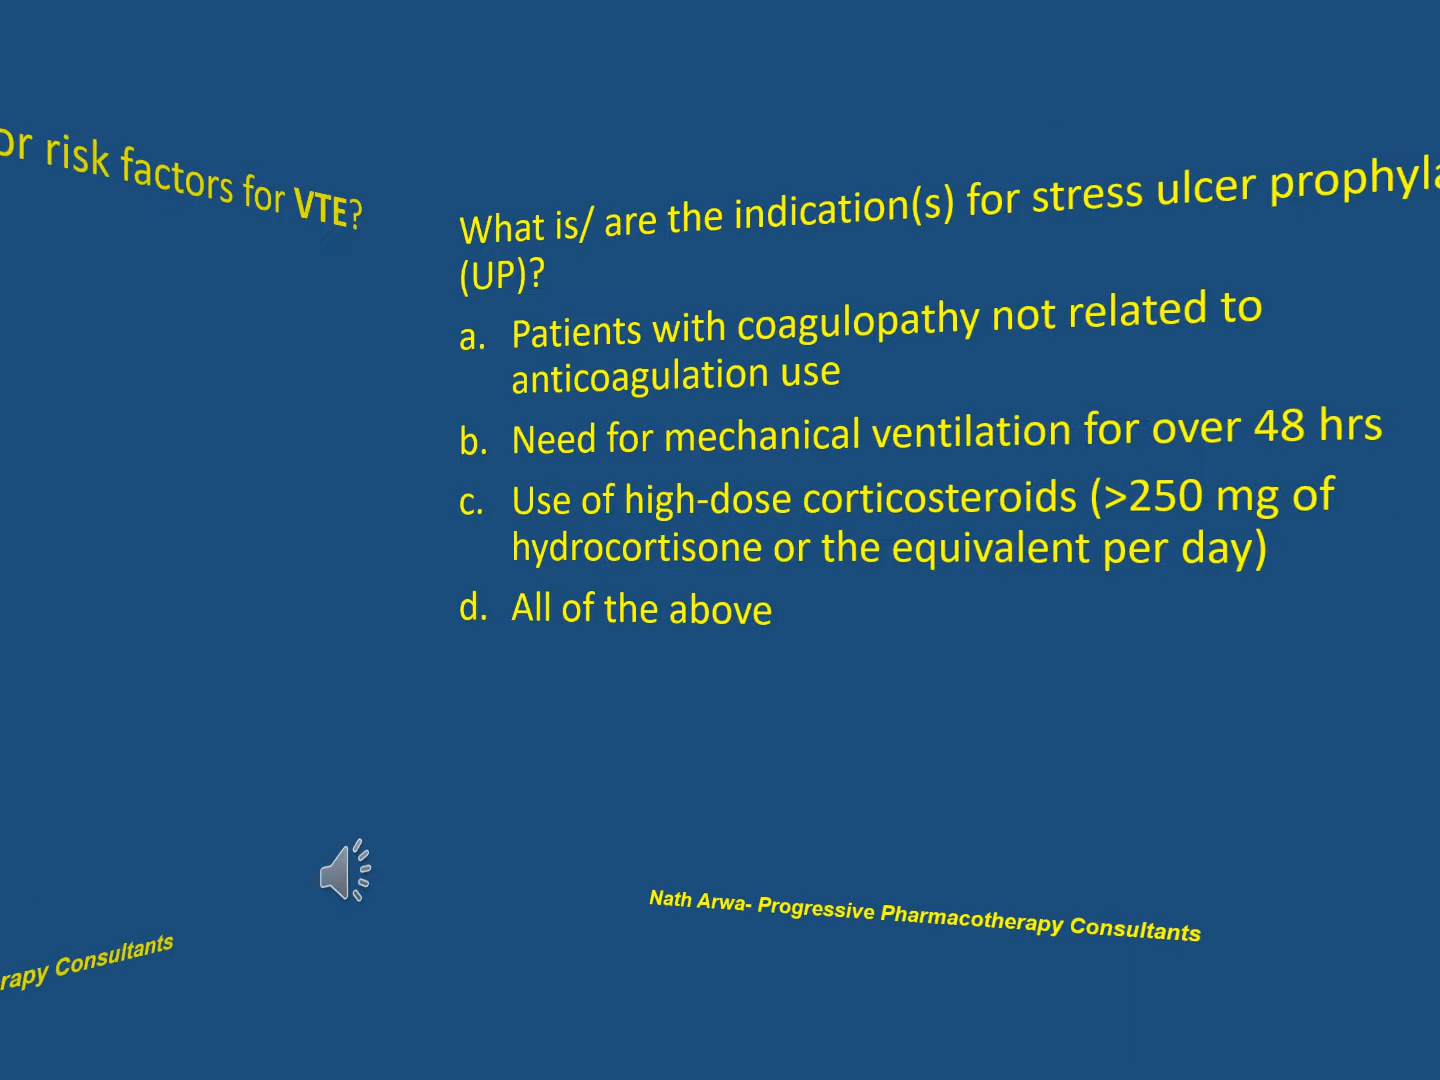 or risk factors for VTE?
What is/ are the indication(s) for stress ulcer
(UP)?
a. Patients with coagulopathy not related to
anticoagulation use
b. Need for mechanical ventilation for over 48 hrs
c. Use of high-dose corticosteroids (>250 mg of
hydrocortisone or the equivalent per day)
d. All of the above
Nath Arwa- Progressive Pharmacotherapy Consultants
Consultants